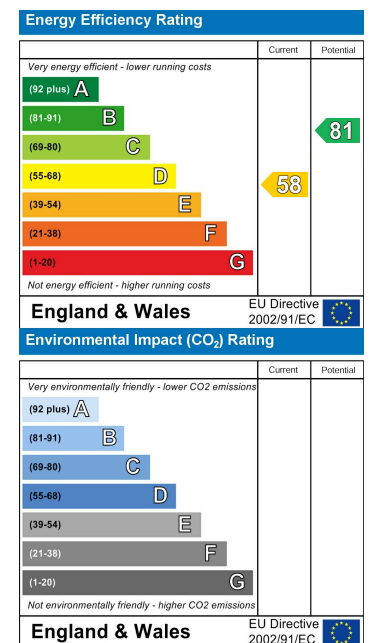 Energy Efficiency Rating
Current Potential
Very energy efficient - lower running costs
(92 plus) A
(81-91) B
81
(69-80) C
(55-68) D
58
(39-54) E
(21-38) F
(1-20) G
Not energy efficient - higher running costs
England & Wales
EU Directive
2002/91/EC
Environmental Impact (CO₂) Rating
Current Potential
Very environmentally friendly - lower CO2 emissions
(92 plus) A
(81-91) B
(69-80) C
(55-68) D
(39-54) E
(21-38) F
(1-20) G
Not environmentally friendly - higher CO2 emissions
England & Wales
EU Directive
2002/91/EC